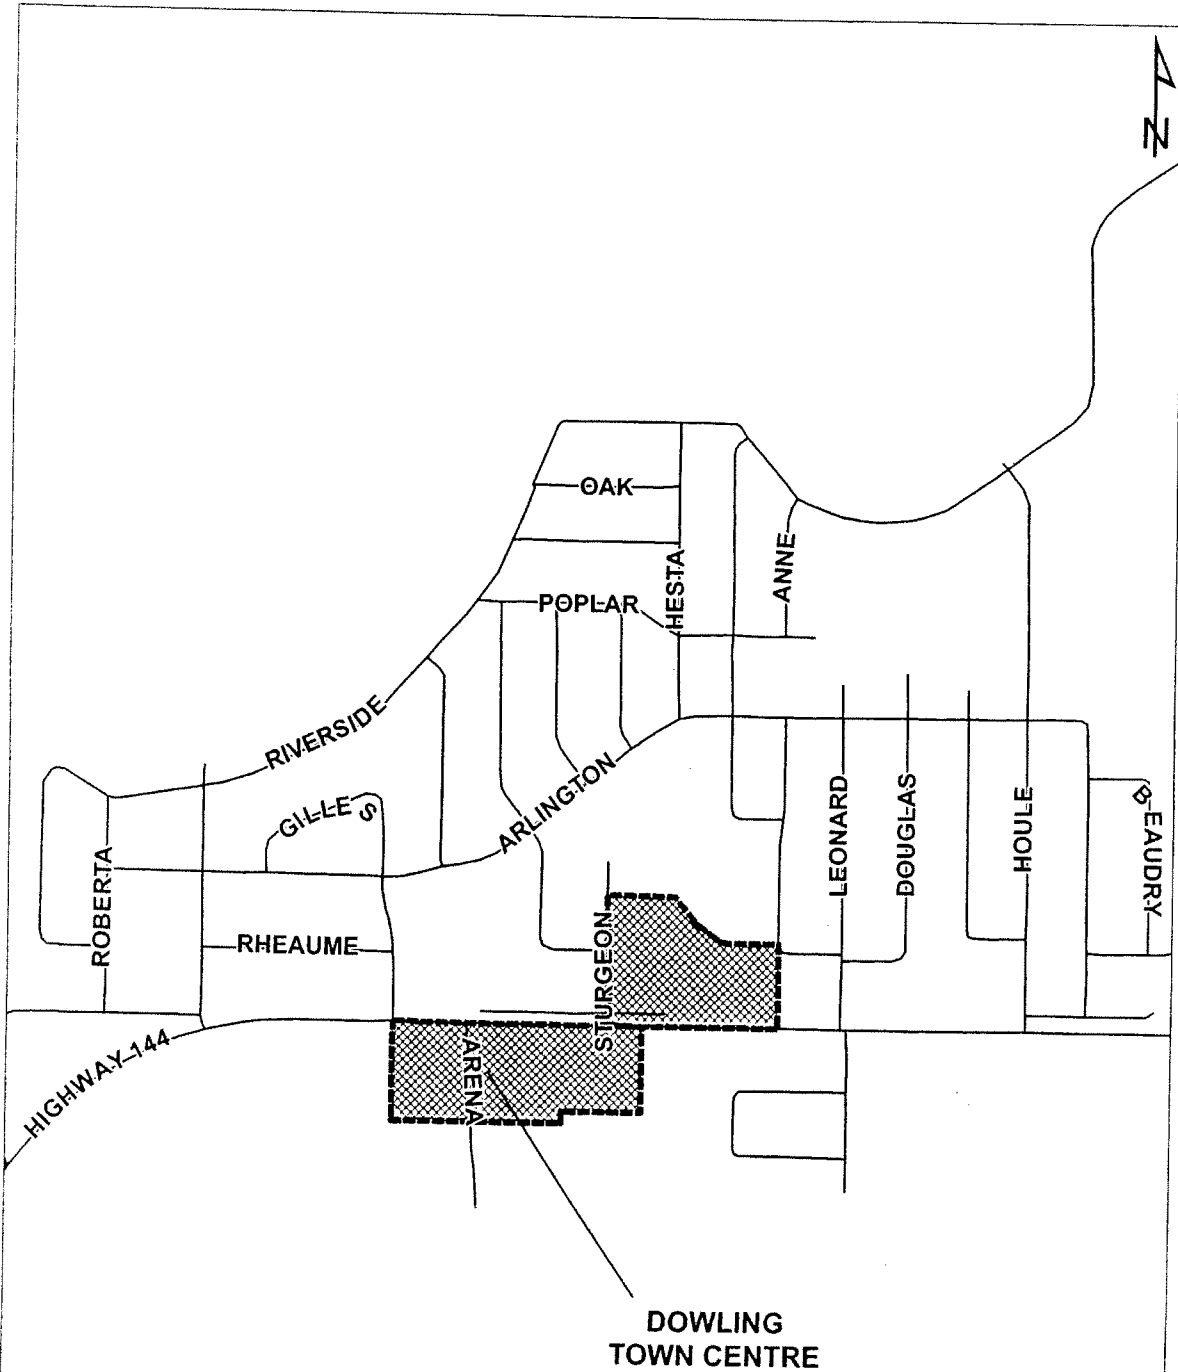 N
OAK
HESTA
ANNE
POPLAR
RIVERSIDE
GILLES
ARLINGTON
LEONARD
DOUGLAS
HOULE
BEAUDRY
ROBERTA
RHEAUME
STURGEON
HIGHWAY 144
ARENA
DOWLING
TOWN CENTRE